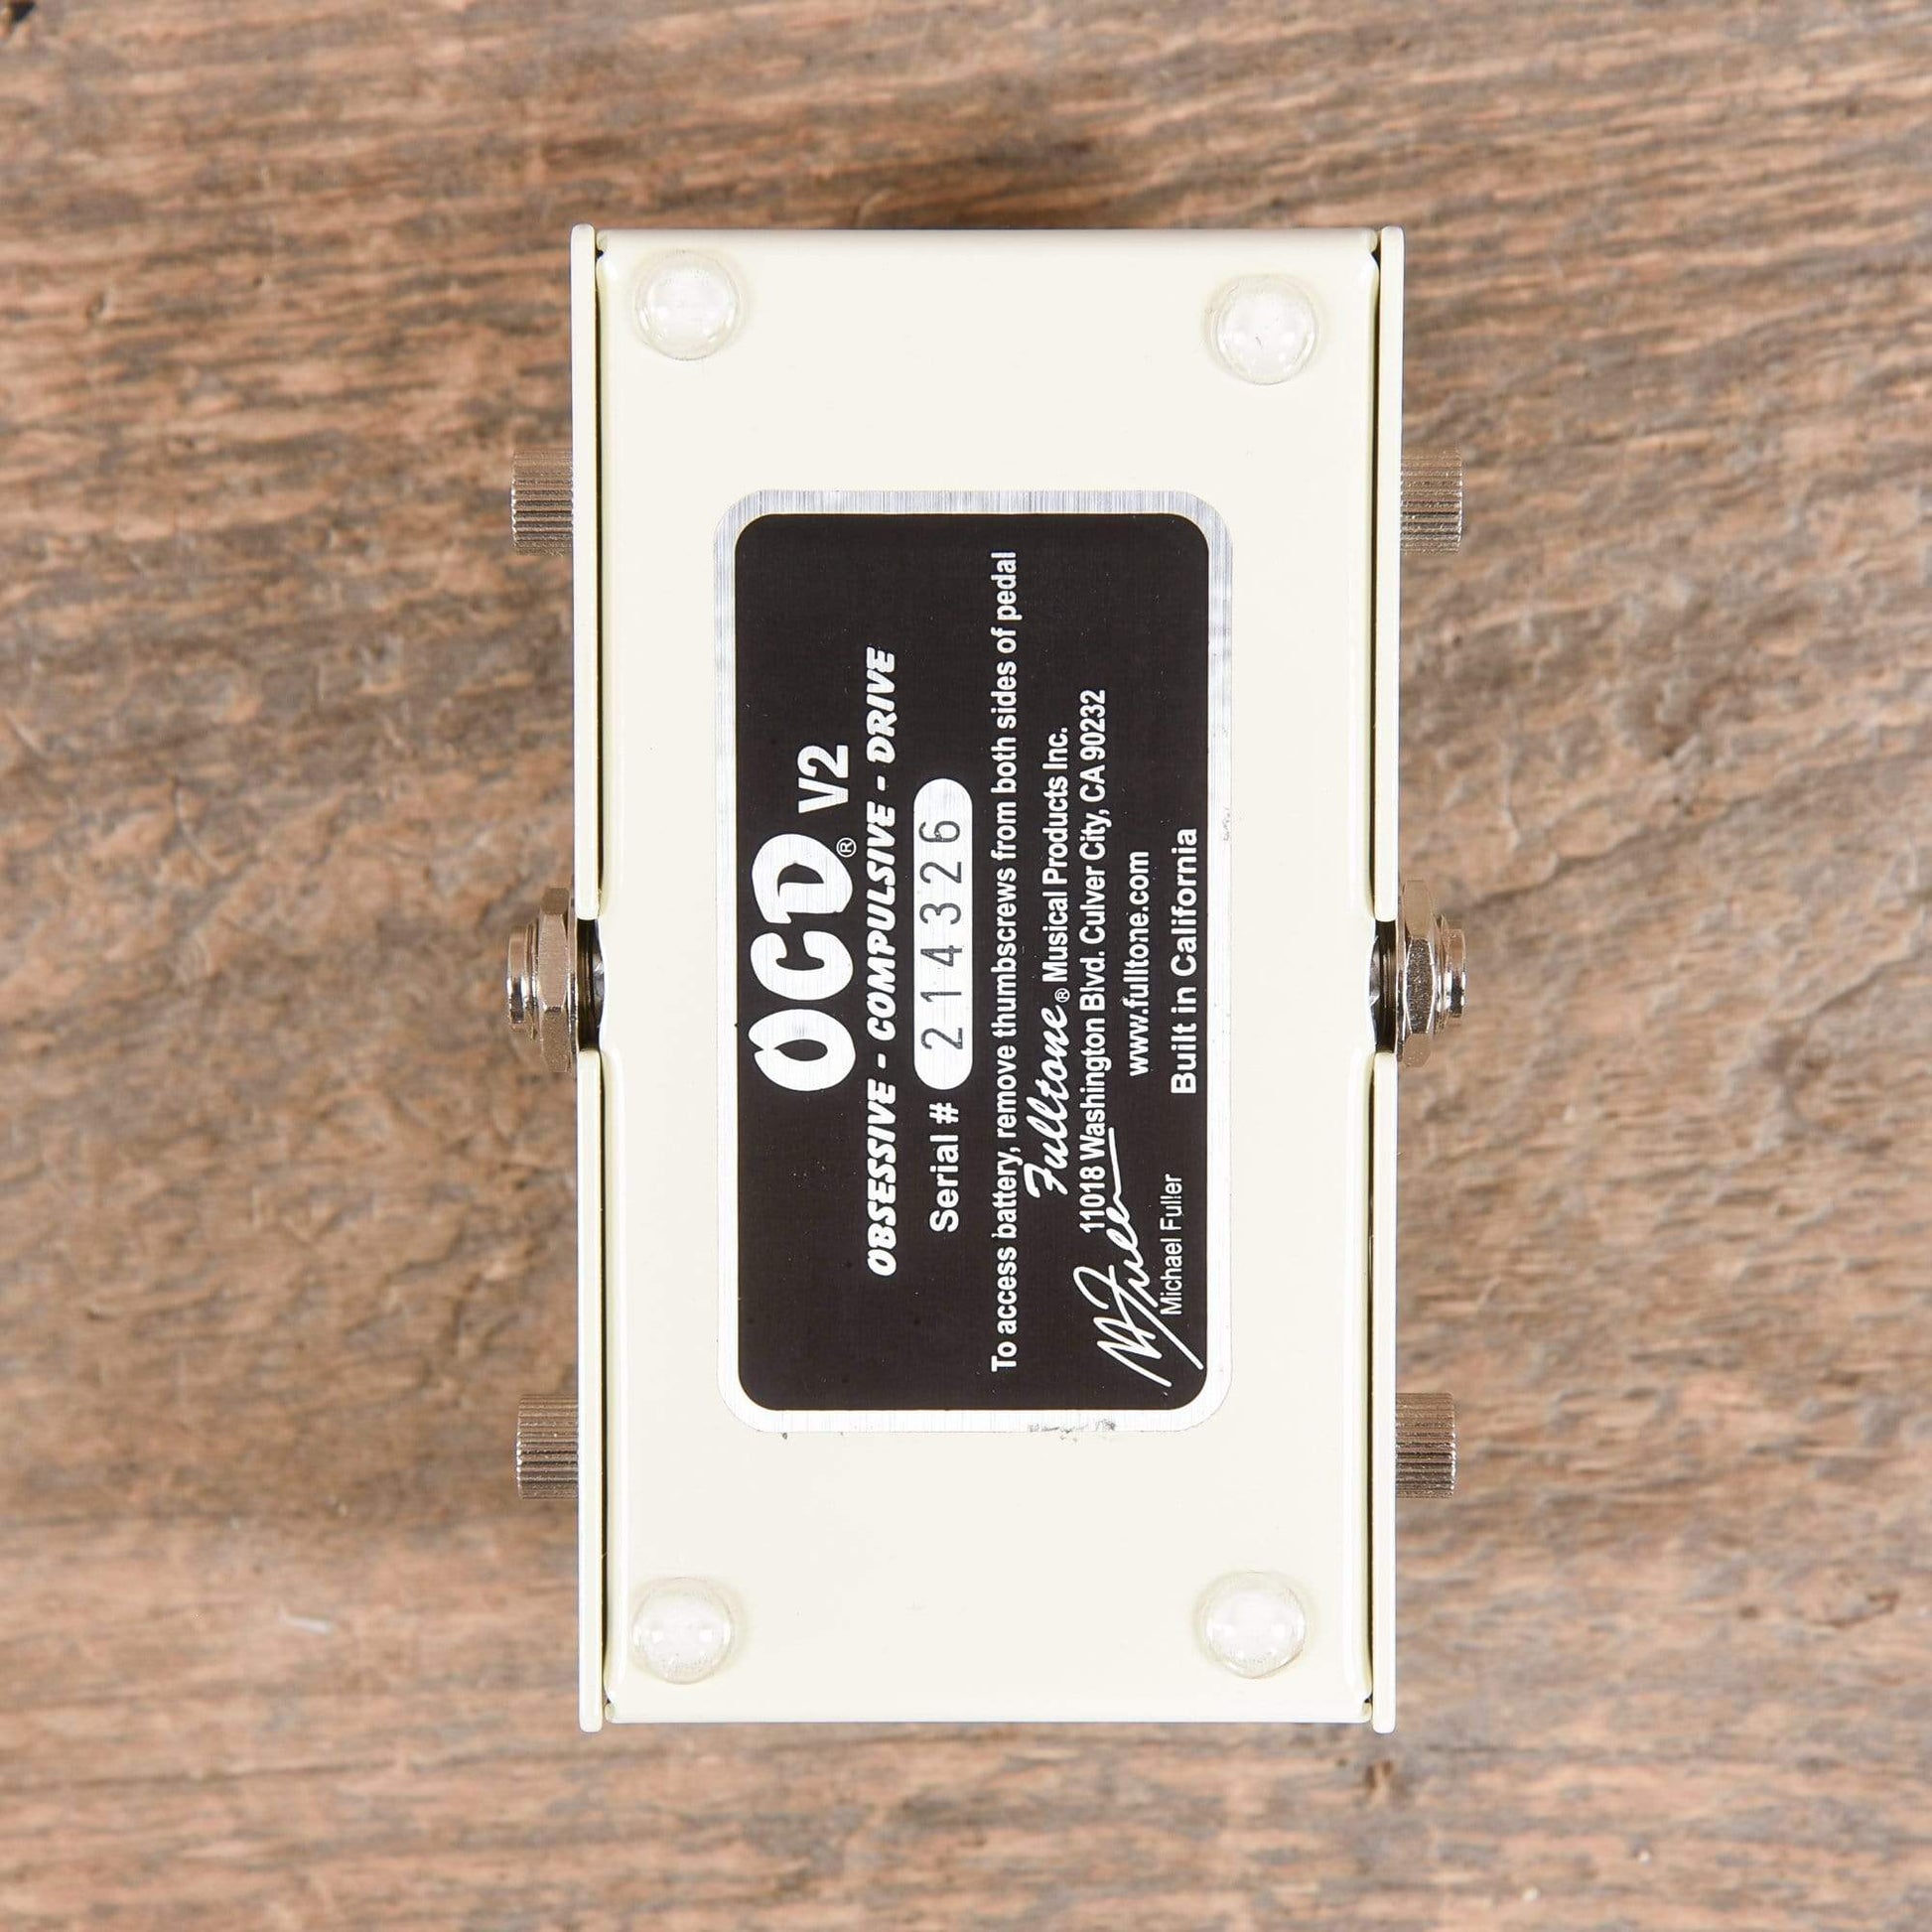 OCD® V2
OBSESSIVE - COMPULSIVE - DRIVE
Serial # 214326
To access battery, remove thumbscrews from both sides of pedal
Fulltone® Musical Products Inc.
11018 Washington Blvd. Culver City, CA 90232
www.fulltone.com
Built in California
M Fuller
Michael Fuller